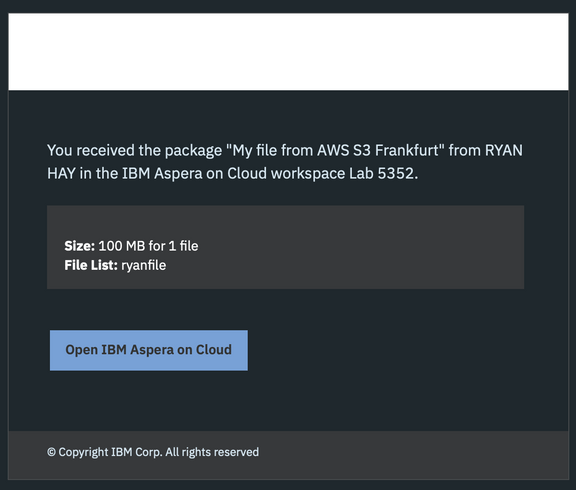 You received the package "My file from AWS S3 Frankfurt" from RYAN
HAY in the IBM Aspera on Cloud workspace Lab 5352.
Size: 100 MB for 1 file
File List: ryanfile
Open IBM Aspera on Cloud
© Copyright IBM Corp. All rights reserved